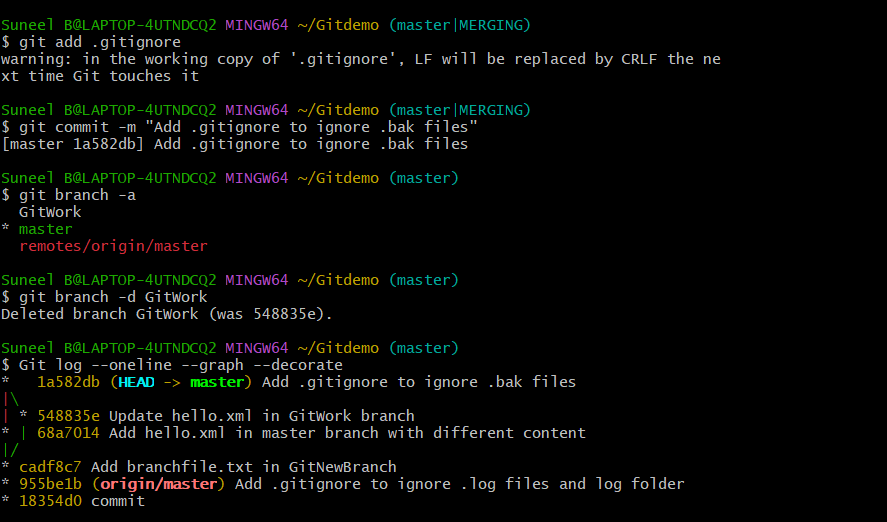 Suneel B@LAPTOP-4UTNDCQ2 MINGW64 ~/Gitdemo (master|MERGING)
$ git add .gitignore
warning: in the working copy of '.gitignore', LF will be replaced by CRLF the ne
xt time Git touches it
Suneel B@LAPTOP-4UTNDCQ2 MINGW64 ~/Gitdemo (master|MERGING)
$ git commit -m "Add .gitignore to ignore .bak files"
[master 1a582db] Add .gitignore to ignore .bak files
Suneel B@LAPTOP-4UTNDCQ2 MINGW64 ~/Gitdemo (master)
$ git branch -a
  GitWork
* master
  remotes/origin/master
Suneel B@LAPTOP-4UTNDCQ2 MINGW64 ~/Gitdemo (master)
$ git branch -d GitWork
Deleted branch GitWork (was 548835e).
Suneel B@LAPTOP-4UTNDCQ2 MINGW64 ~/Gitdemo (master)
$ Git log --oneline --graph --decorate
*   1a582db (HEAD -> master) Add .gitignore to ignore .bak files
|\
| * 548835e Update hello.xml in GitWork branch
* | 68a7014 Add hello.xml in master branch with different content
|/
* cadf8c7 Add branchfile.txt in GitNewBranch
* 955be1b (origin/master) Add .gitignore to ignore .log files and log folder
* 18354d0 commit